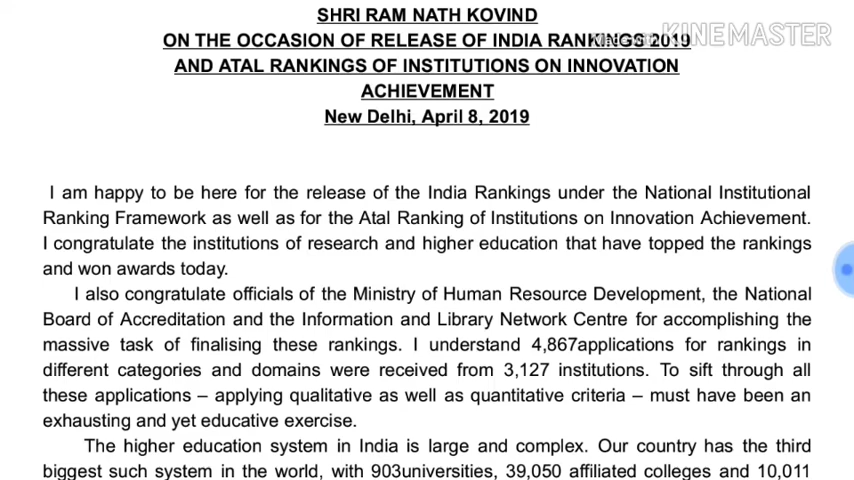 SHRI RAM NATH KOVIND
ON THE OCCASION OF RELEASE OF INDIA RANKINGS 2019
Made with KINEMASTER
AND ATAL RANKINGS OF INSTITUTIONS ON INNOVATION
ACHIEVEMENT
New Delhi, April 8, 2019
I am happy to be here for the release of the India Rankings under the National Institutional
Ranking Framework as well as for the Atal Ranking of Institutions on Innovation Achievement.
I congratulate the institutions of research and higher education that have topped the rankings
and won awards today.
I also congratulate officials of the Ministry of Human Resource Development, the National
Board of Accreditation and the Information and Library Network Centre for accomplishing the
massive task of finalising these rankings. I understand 4,867applications for rankings in
different categories and domains were received from 3,127 institutions. To sift through all
these applications – applying qualitative as well as quantitative criteria – must have been an
exhausting and yet educative exercise.
The higher education system in India is large and complex. Our country has the third
biggest such system in the world, with 903universities, 39,050 affiliated colleges and 10,011